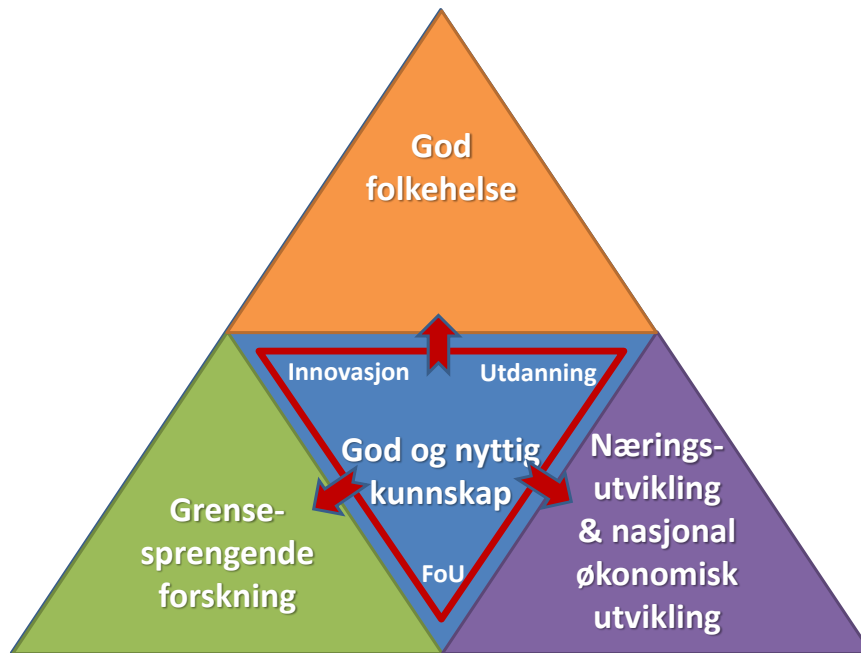 God
folkehelse
Innovasjon
Utdanning
God og nyttig
kunnskap
FoU
Grense-
sprengende
forskning
Nærings-
utvikling
& nasjonal
økonomisk
utvikling